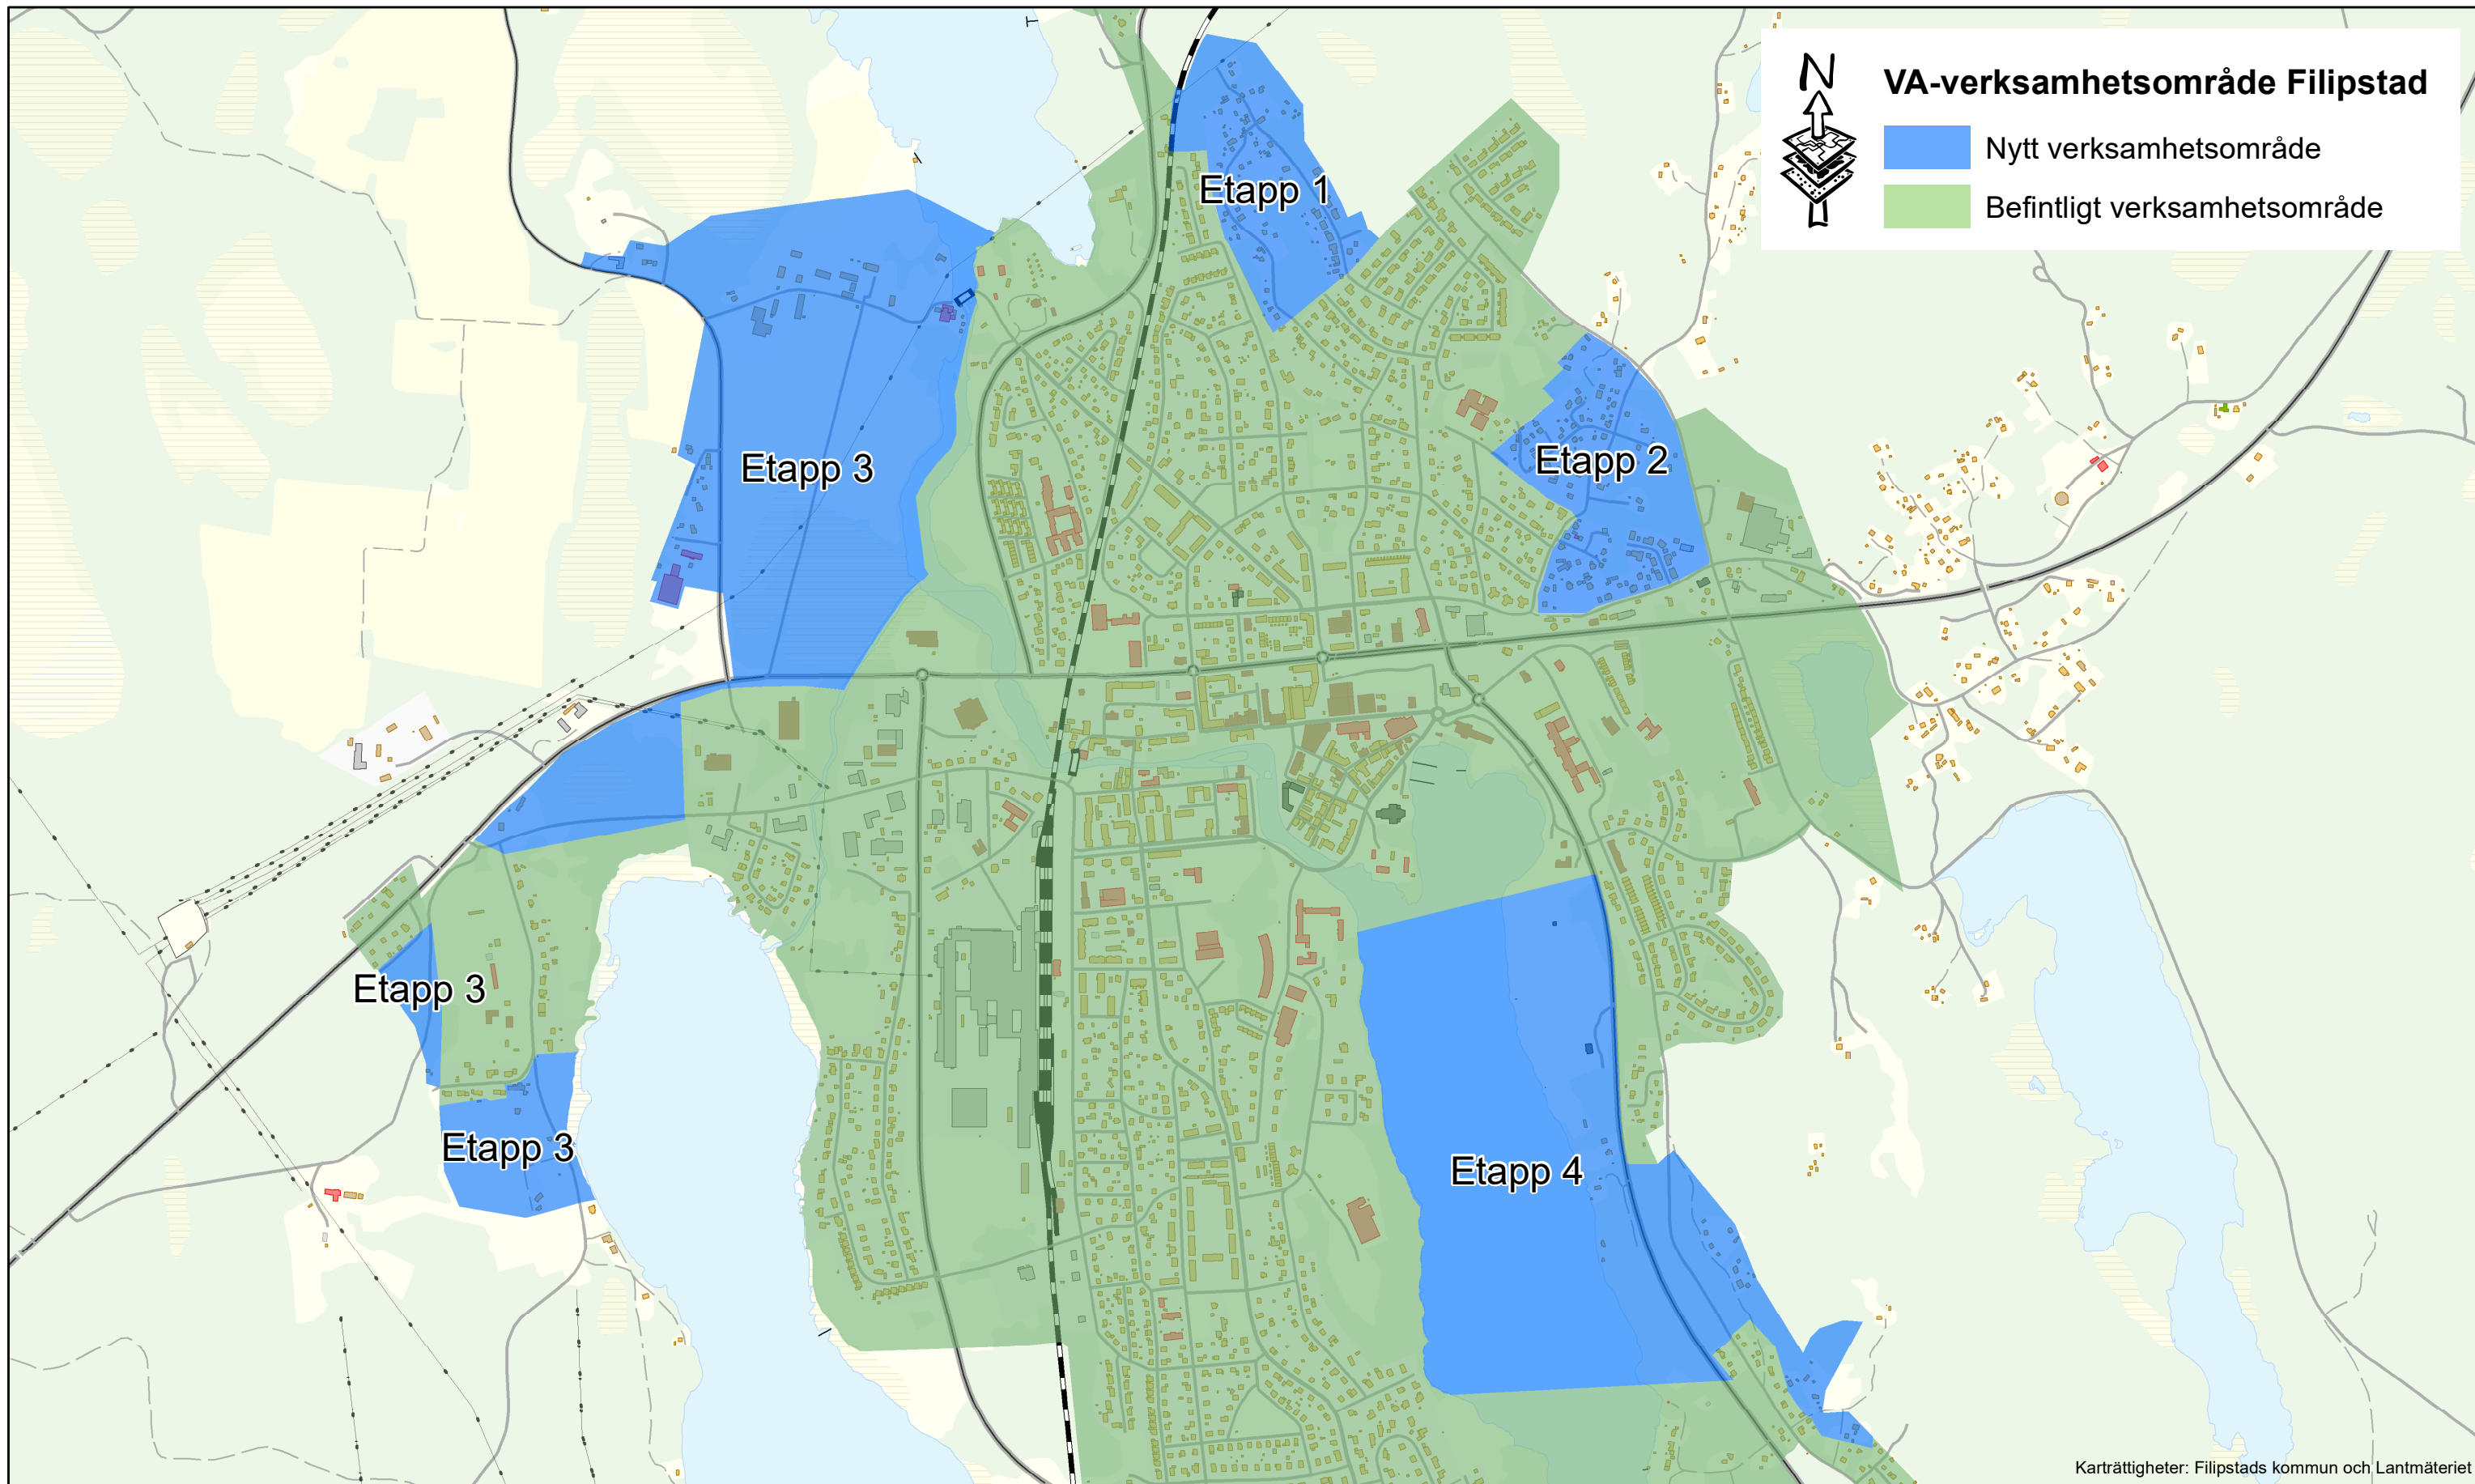 N
VA-verksamhetsområde Filipstad
Nytt verksamhetsområde
Befintligt verksamhetsområde
Etapp 1
Etapp 2
Etapp 3
Etapp 3
Etapp 3
Etapp 4
Karträttigheter: Filipstads kommun och Lantmäteriet